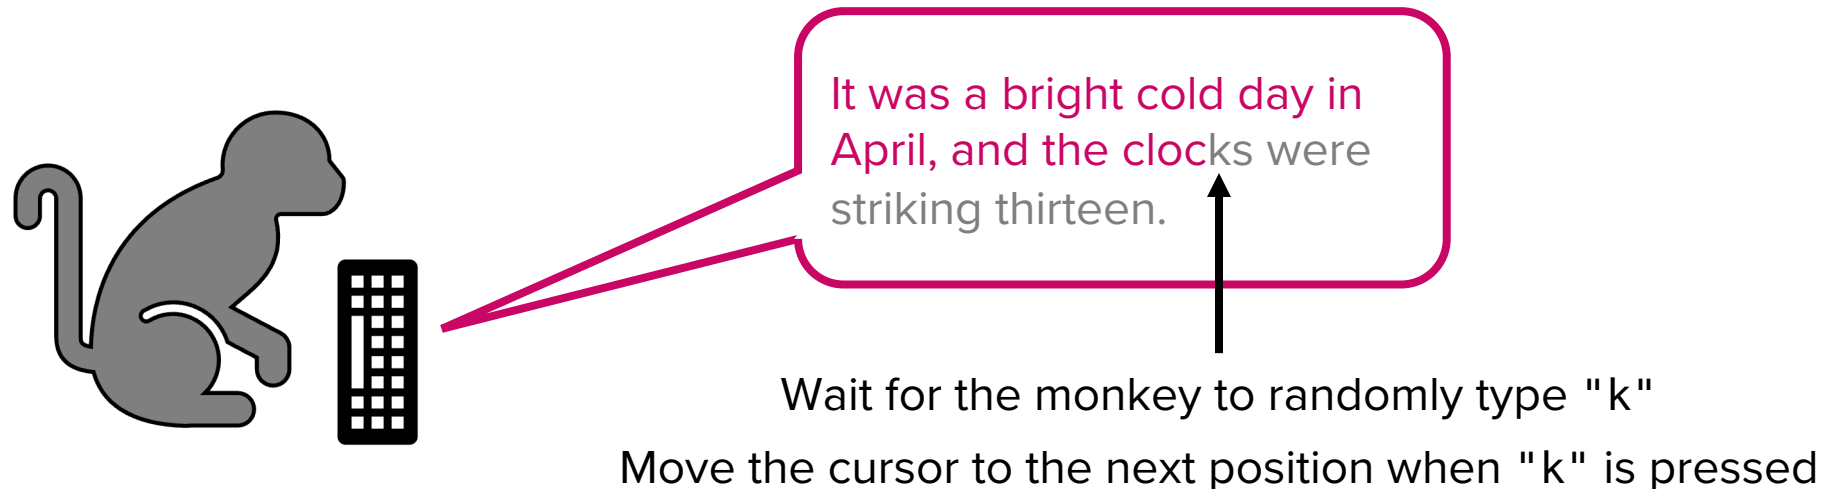 It was a bright cold day in
April, and the clocks were
striking thirteen.
Wait for the monkey to randomly type "k"
Move the cursor to the next position when "k" is pressed